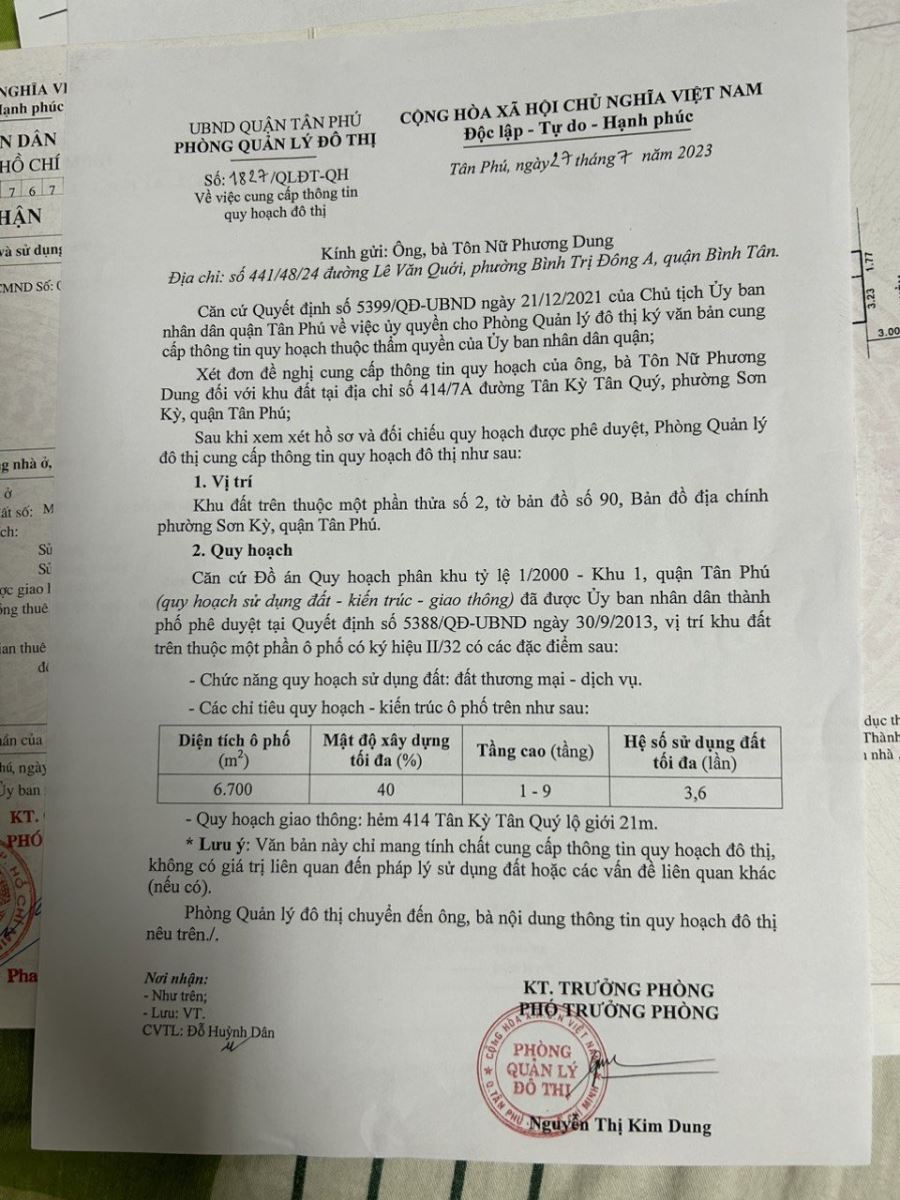 UBND QUẬN TÂN PHÚ
PHÒNG QUẢN LÝ ĐÔ THỊ
CỘNG HÒA XÃ HỘI CHỦ NGHĨA VIỆT NAM
Độc lập - Tự do - Hạnh phúc
Số: 1827/QLĐT-QH
Về việc cung cấp thông tin
quy hoạch đô thị
Tân Phú, ngày 27 tháng 7 năm 2023
Kính gửi: Ông, bà Tôn Nữ Phương Dung
Địa chỉ: số 441/48/24 đường Lê Văn Quới, phường Bình Trị Đông A, quận Bình Tân.
Căn cứ Quyết định số 5399/QĐ-UBND ngày 21/12/2021 của Chủ tịch Ủy ban
nhân dân quận Tân Phú về việc ủy quyền cho Phòng Quản lý đô thị ký văn bản cung
cấp thông tin quy hoạch thuộc thẩm quyền của Ủy ban nhân dân quận;
Xét đơn đề nghị cung cấp thông tin quy hoạch của ông, bà Tôn Nữ Phương
Dung đối với khu đất tại địa chỉ số 414/7A đường Tân Kỳ Tân Quý, phường Sơn
Kỳ, quận Tân Phú;
Sau khi xem xét hồ sơ và đối chiếu quy hoạch được phê duyệt, Phòng Quản lý
đô thị cung cấp thông tin quy hoạch đô thị như sau:
1. Vị trí
Khu đất trên thuộc một phần thửa số 2, tờ bản đồ số 90, Bản đồ địa chính
phường Sơn Kỳ, quận Tân Phú.
2. Quy hoạch
Căn cứ Đồ án Quy hoạch phân khu tỷ lệ 1/2000 - Khu 1, quận Tân Phú
(quy hoạch sử dụng đất - kiến trúc - giao thông) đã được Ủy ban nhân dân thành
phố phê duyệt tại Quyết định số 5388/QĐ-UBND ngày 30/9/2013, vị trí khu đất
trên thuộc một phần ô phố có ký hiệu II/32 có các đặc điểm sau:
- Chức năng quy hoạch sử dụng đất: đất thương mại - dịch vụ.
- Các chỉ tiêu quy hoạch - kiến trúc ô phố trên như sau:
Diện tích ô phố (m²) Mật độ xây dựng tối đa (%) Tầng cao (tầng) Hệ số sử dụng đất tối đa (lần)
6.700 40 1 - 9 3,6
- Quy hoạch giao thông: hẻm 414 Tân Kỳ Tân Quý lộ giới 21m.
* Lưu ý: Văn bản này chỉ mang tính chất cung cấp thông tin quy hoạch đô thị,
không có giá trị liên quan đến pháp lý sử dụng đất hoặc các vấn đề liên quan khác
(nếu có).
Phòng Quản lý đô thị chuyển đến ông, bà nội dung thông tin quy hoạch đô thị
nêu trên./.
Nơi nhận:
- Như trên;
- Lưu: VT.
CVTL: Đỗ Huỳnh Dân
KT. TRƯỞNG PHÒNG
PHÓ TRƯỞNG PHÒNG
PHÒNG
QUẢN LÝ
ĐÔ THỊ
Nguyễn Thị Kim Dung
1.77
3.23
3.00